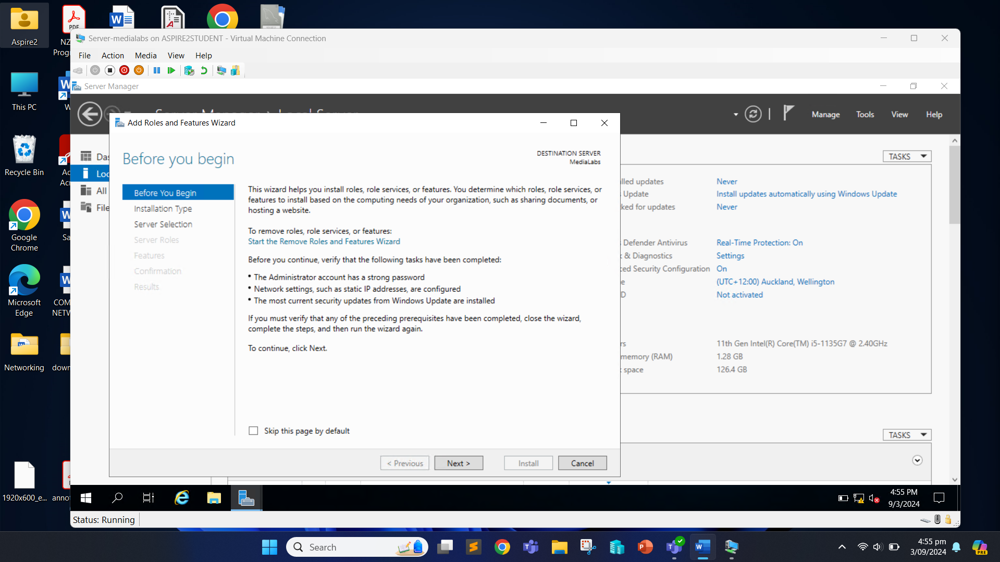 Aspire2
PDF
NZ
Prog
This PC
W
Recycle Bin
Ad
Acr
Google
Chrome
Sa
Microsoft
Edge
COM
NETW
Networking
down
1920x600_e...
annot
Server-medialabs on ASPIRE2STUDENT - Virtual Machine Connection
File Action Media View Help
Server Manager
Server Manager Local Server
Manage Tools View Help
Das
Loc
All
File
Add Roles and Features Wizard
Before you begin
DESTINATION SERVER
MediaLabs
Before You Begin
Installation Type
Server Selection
Server Roles
Features
Confirmation
Results
This wizard helps you install roles, role services, or features. You determine which roles, role services, or
features to install based on the computing needs of your organization, such as sharing documents, or
hosting a website.
To remove roles, role services, or features:
Start the Remove Roles and Features Wizard
Before you continue, verify that the following tasks have been completed:
• The Administrator account has a strong password
• Network settings, such as static IP addresses, are configured
• The most current security updates from Windows Update are installed
If you must verify that any of the preceding prerequisites have been completed, close the wizard,
complete the steps, and then run the wizard again.
To continue, click Next.
Skip this page by default
< Previous Next > Install Cancel
TASKS
lled updates Never
Update Install updates automatically using Windows Update
ked for updates Never
Defender Antivirus Real-Time Protection: On
& Diagnostics Settings
ced Security Configuration On
e (UTC+12:00) Auckland, Wellington
D Not activated
rs 11th Gen Intel(R) Core(TM) i5-1135G7 @ 2.40GHz
memory (RAM) 1.28 GB
space 126.4 GB
TASKS
4:55 PM
9/3/2024
Status: Running
Search
4:55 pm
3/09/2024
PRE